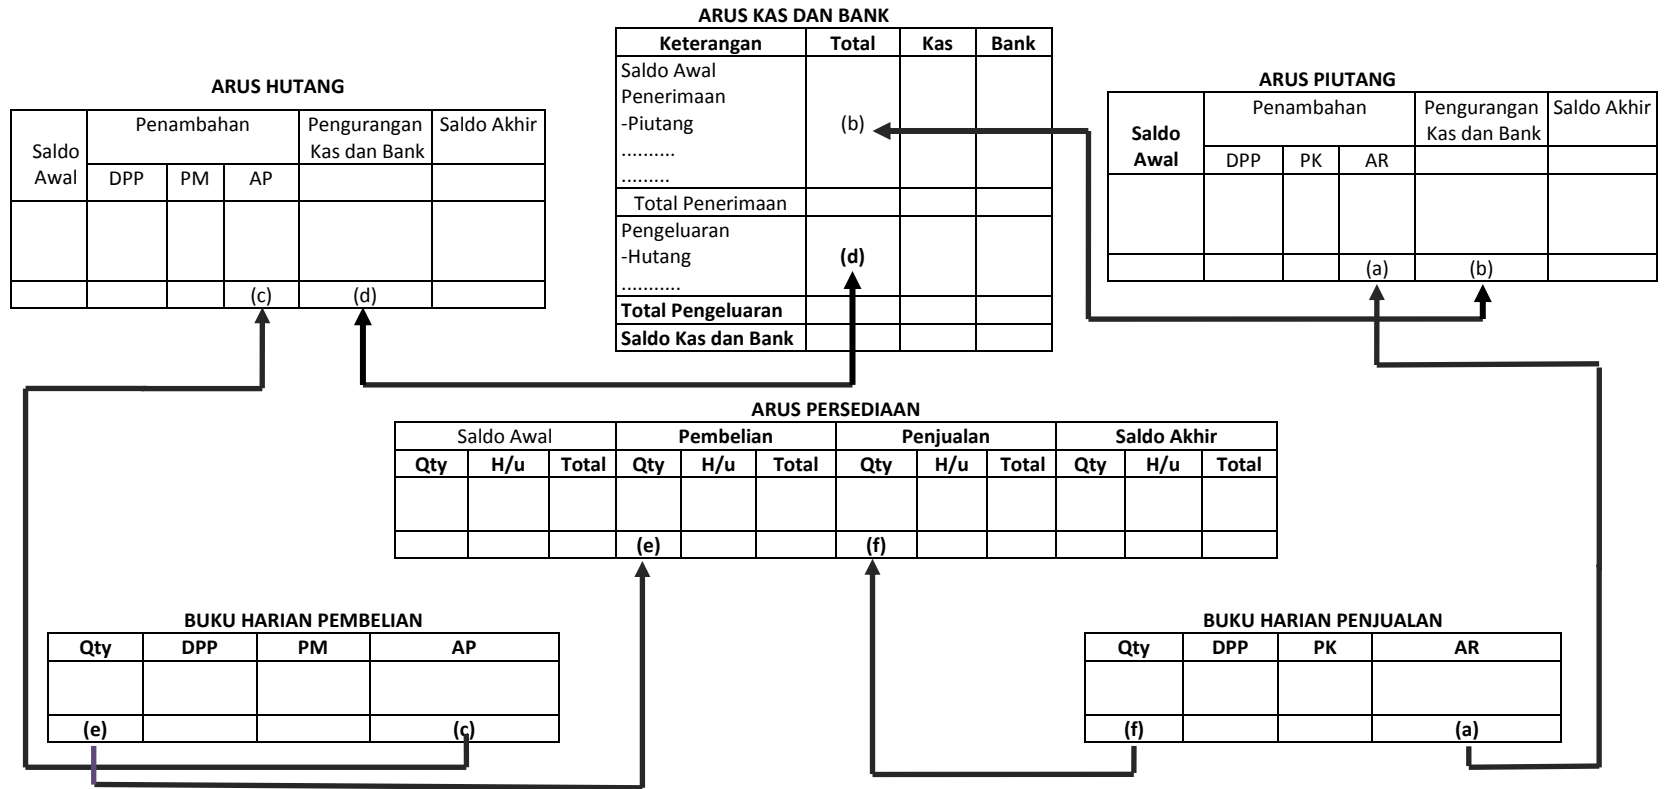 ARUS KAS DAN BANK
Keterangan Total Kas Bank
Saldo Awal
Penerimaan
-Piutang (b)
..........
.........
Total Penerimaan
Pengeluaran
-Hutang (d)
...........
Total Pengeluaran
Saldo Kas dan Bank
ARUS HUTANG
Saldo Awal Penambahan Pengurangan Kas dan Bank Saldo Akhir
DPP PM AP
(c) (d)
ARUS PIUTANG
Saldo Awal Penambahan Pengurangan Kas dan Bank Saldo Akhir
DPP PK AR
(a) (b)
ARUS PERSEDIAAN
Saldo Awal Pembelian Penjualan Saldo Akhir
Qty H/u Total Qty H/u Total Qty H/u Total Qty H/u Total
(e) (f)
BUKU HARIAN PEMBELIAN
Qty DPP PM AP
(e) (c)
BUKU HARIAN PENJUALAN
Qty DPP PK AR
(f) (a)